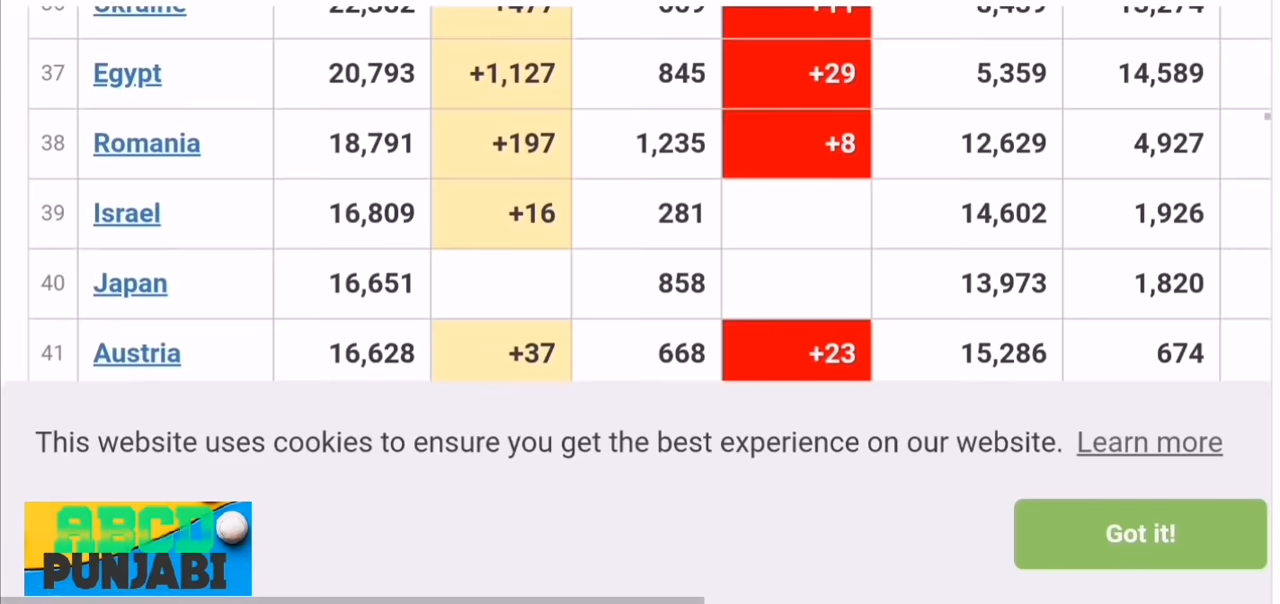 37 Egypt 20,793 +1,127 845 +29 5,359 14,589
38 Romania 18,791 +197 1,235 +8 12,629 4,927
39 Israel 16,809 +16 281 14,602 1,926
40 Japan 16,651 858 13,973 1,820
41 Austria 16,628 +37 668 +23 15,286 674
This website uses cookies to ensure you get the best experience on our website. Learn more
Got it!
ABCD
PUNJABI